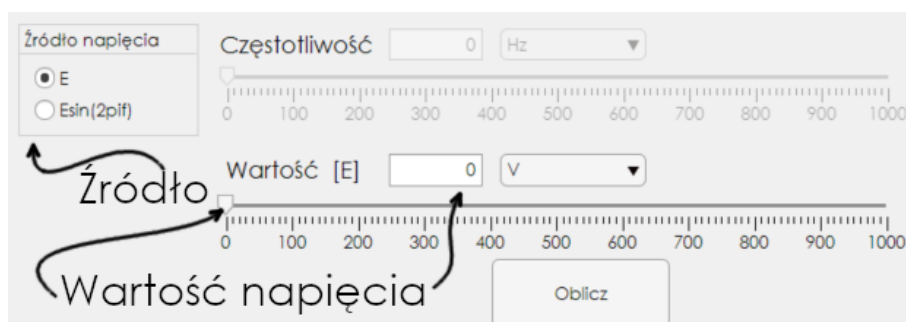 Źródło napięcia
E
Esin(2pif)
Częstotliwość 0 Hz
0 100 200 300 400 500 600 700 800 900 1000
Źródło
Wartość [E] 0 V
0 100 200 300 400 500 600 700 800 900 1000
Wartość napięcia
Oblicz